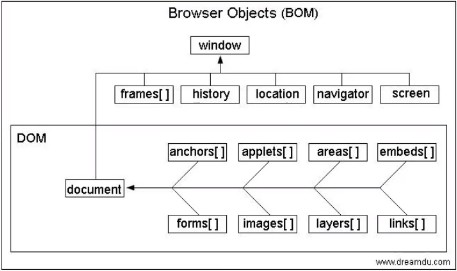 Browser Objects (BOM)
window
frames[ ] history location navigator screen
DOM
anchors[ ] applets[ ] areas[ ] embeds[ ]
document
forms[ ] images[ ] layers[ ] links[ ]
www.dreamdu.com